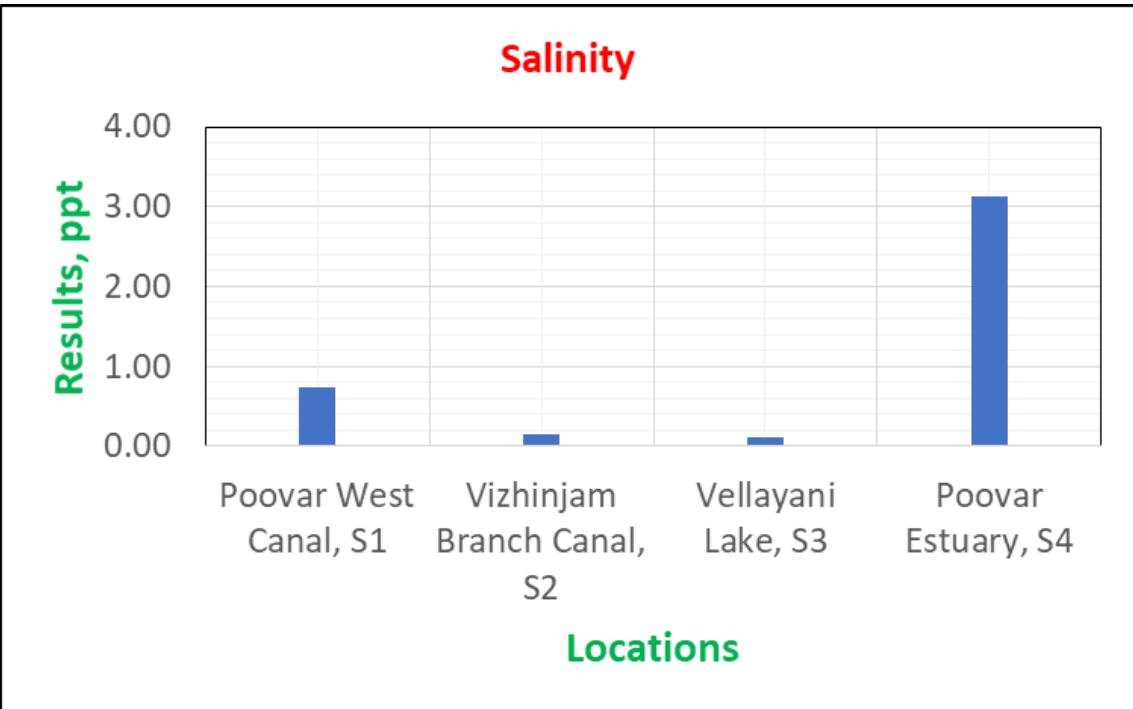 Salinity
Results, ppt
4.00
3.00
2.00
1.00
0.00
Poovar West
Canal, S1
Vizhinjam
Branch Canal,
S2
Vellayani
Lake, S3
Poovar
Estuary, S4
Locations